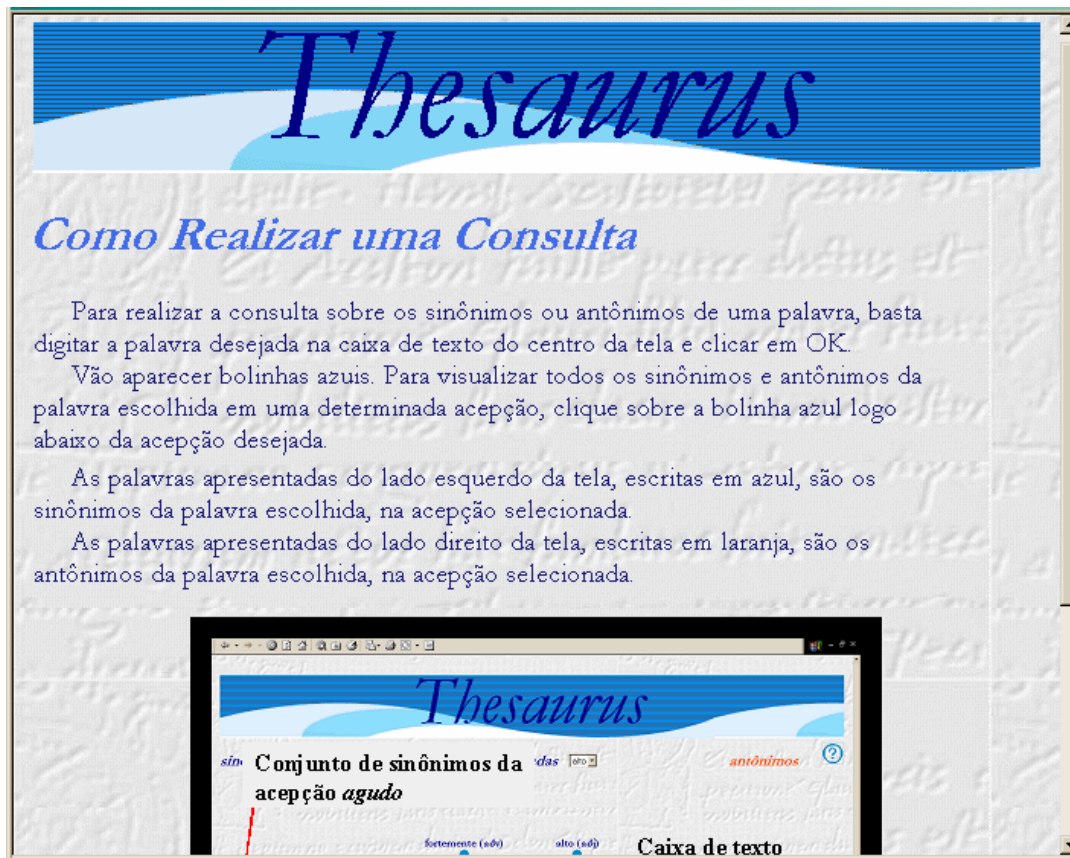 Thesaurus
Como Realizar uma Consulta
Para realizar a consulta sobre os sinônimos ou antônimos de uma palavra, basta
digitar a palavra desejada na caixa de texto do centro da tela e clicar em OK.
Vão aparecer bolinhas azuis. Para visualizar todos os sinônimos e antônimos da
palavra escolhida em uma determinada acepção, clique sobre a bolinha azul logo
abaixo da acepção desejada.
As palavras apresentadas do lado esquerdo da tela, escritas em azul, são os
sinônimos da palavra escolhida, na acepção selecionada.
As palavras apresentadas do lado direito da tela, escritas em laranja, são os
antônimos da palavra escolhida, na acepção selecionada.
Thesaurus
Conjunto de sinônimos da
acepção agudo
alto
antônimos
?
fortemente (adv)
alto (adj)
Caixa de texto